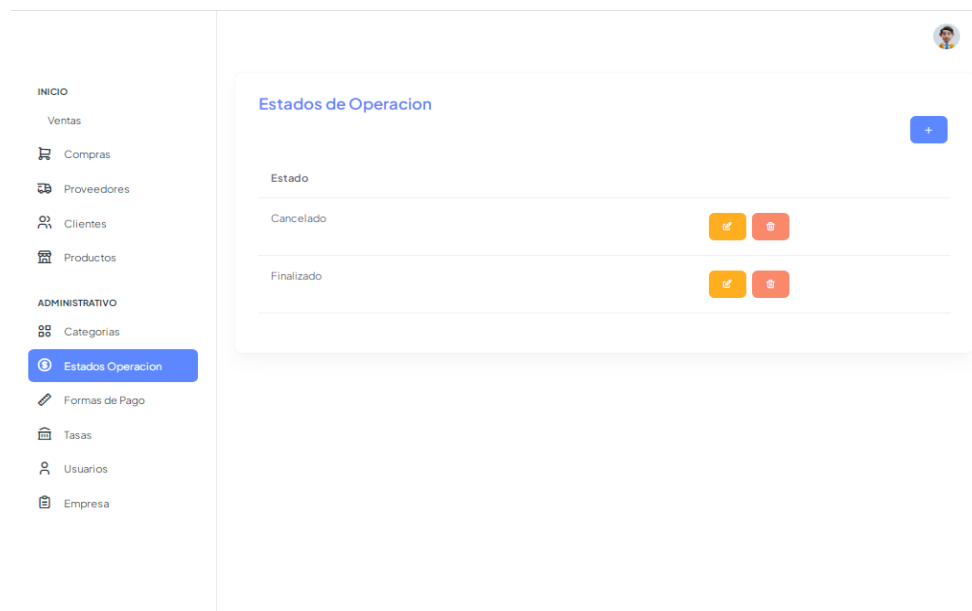 INICIO
Ventas
Compras
Proveedores
Clientes
Productos
ADMINISTRATIVO
Categorias
Estados Operacion
Formas de Pago
Tasas
Usuarios
Empresa
Estados de Operacion
+
Estado
Cancelado
Finalizado